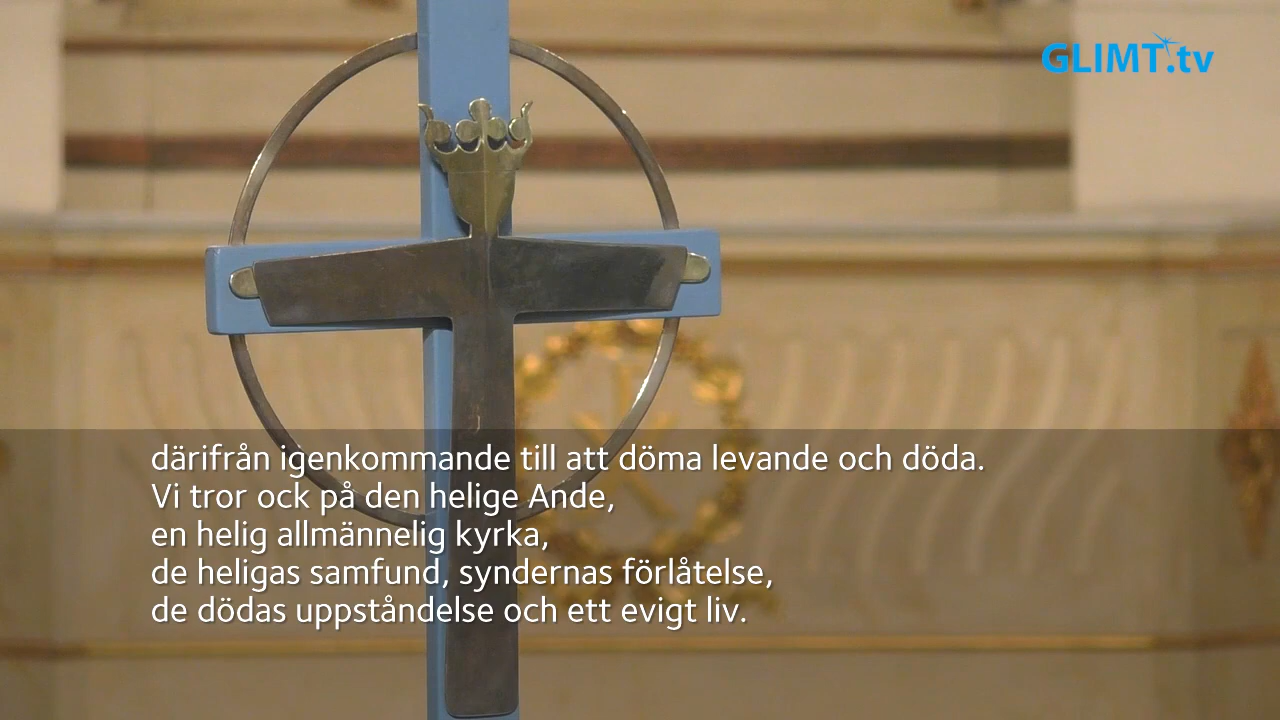 GLIMT.tv
därifrån igenkommande till att döma levande och döda.
Vi tror ock på den helige Ande,
en helig allmännelig kyrka,
de heligas samfund, syndernas förlåtelse,
de dödas uppståndelse och ett evigt liv.